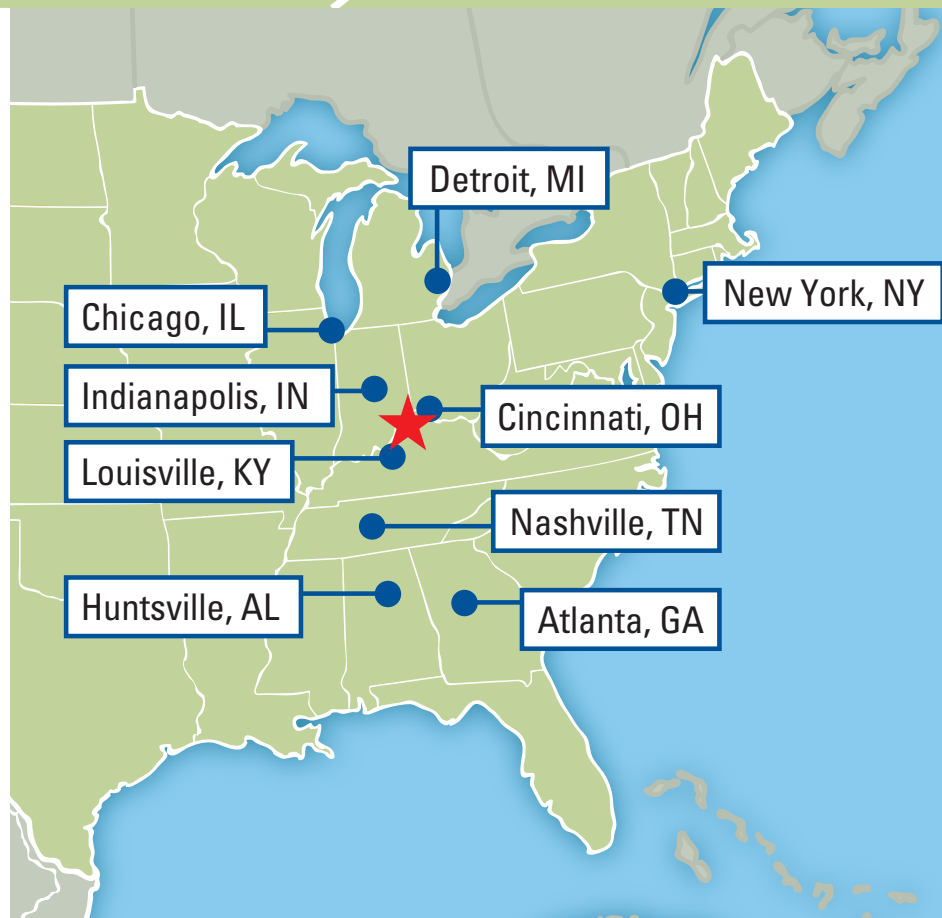 Detroit, MI
New York, NY
Chicago, IL
Indianapolis, IN
Cincinnati, OH
Louisville, KY
Nashville, TN
Huntsville, AL
Atlanta, GA